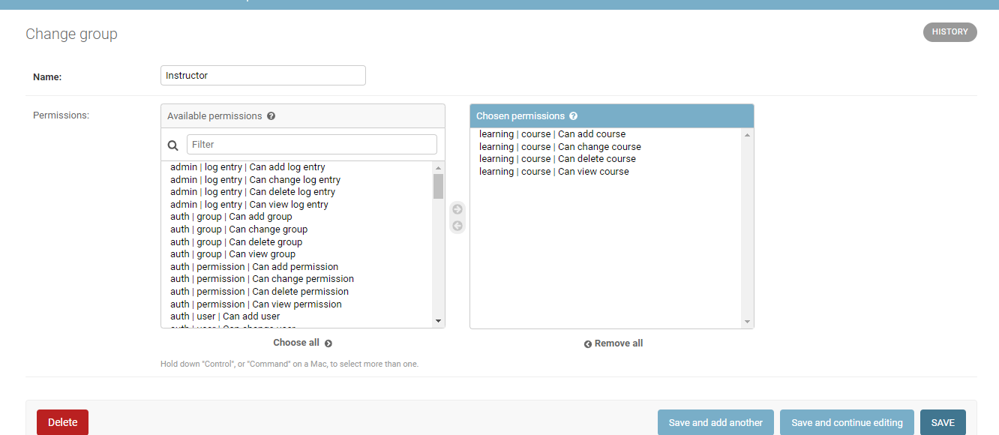 Change group
HISTORY
Name:
Instructor
Permissions:
Available permissions ?
Chosen permissions ?
Filter
admin | log entry | Can add log entry
admin | log entry | Can change log entry
admin | log entry | Can delete log entry
admin | log entry | Can view log entry
auth | group | Can add group
auth | group | Can change group
auth | group | Can delete group
auth | group | Can view group
auth | permission | Can add permission
auth | permission | Can change permission
auth | permission | Can delete permission
auth | permission | Can view permission
auth | user | Can add user
auth | user | Can change user
learning | course | Can add course
learning | course | Can change course
learning | course | Can delete course
learning | course | Can view course
Choose all
Remove all
Hold down "Control", or "Command" on a Mac, to select more than one.
Delete
Save and add another
Save and continue editing
SAVE